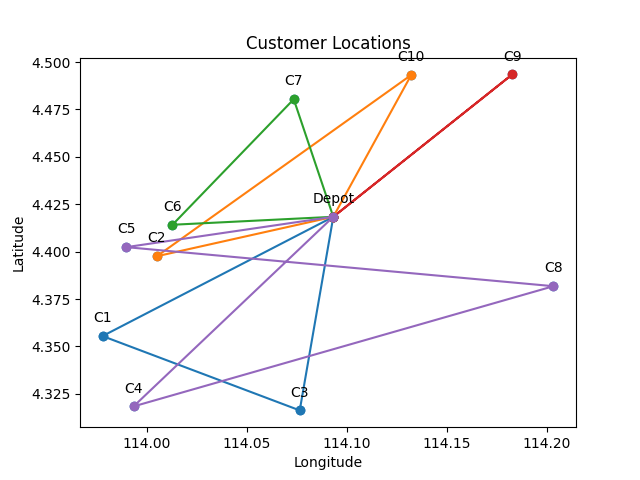 Customer Locations
C10
C9
C7
Depot
C6
C5
C2
C8
C1
C4
C3
4.500
4.475
4.450
4.425
4.400
4.375
4.350
4.325
Latitude
114.00
114.05
114.10
114.15
114.20
Longitude